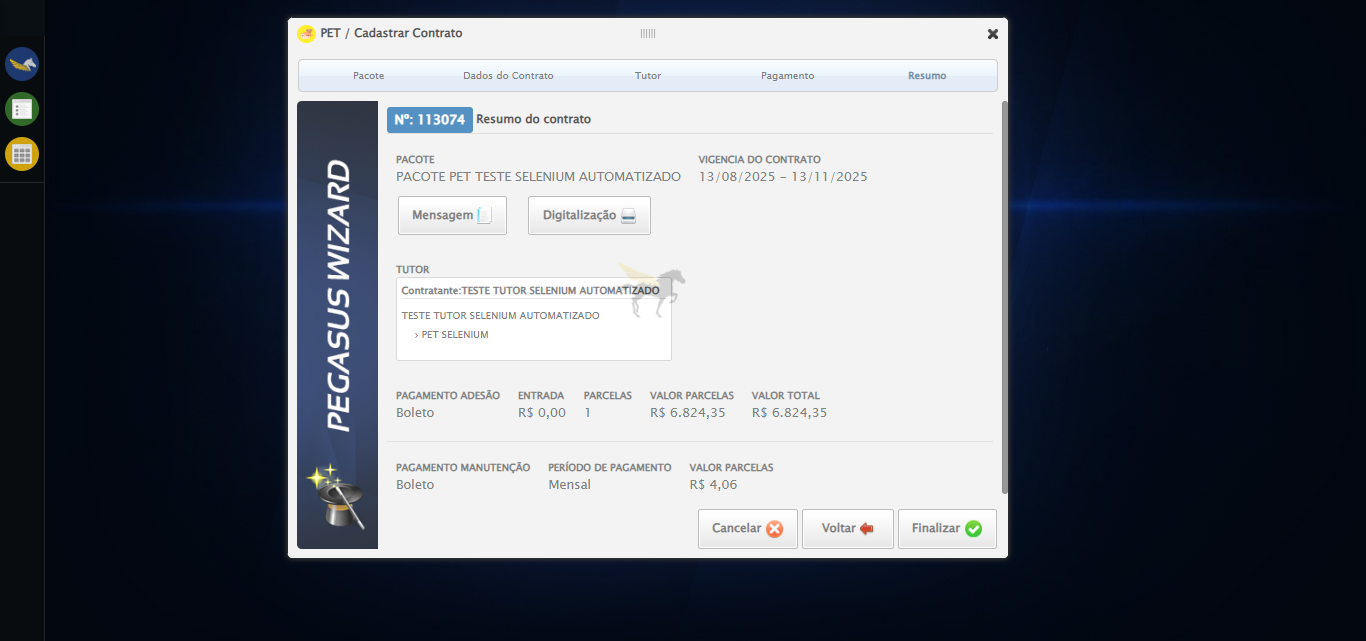 PET / Cadastrar Contrato
Pacote Dados do Contrato Tutor Pagamento Resumo
PEGASUS WIZARD
Nº: 113074 Resumo do contrato
PACOTE VIGENCIA DO CONTRATO
PACOTE PET TESTE SELENIUM AUTOMATIZADO 13/08/2025 - 13/11/2025
Mensagem Digitalização
TUTOR
Contratante:TESTE TUTOR SELENIUM AUTOMATIZADO
TESTE TUTOR SELENIUM AUTOMATIZADO
› PET SELENIUM
PAGAMENTO ADESÃO ENTRADA PARCELAS VALOR PARCELAS VALOR TOTAL
Boleto R$ 0,00 1 R$ 6.824,35 R$ 6.824,35
PAGAMENTO MANUTENÇÃO PERÍODO DE PAGAMENTO VALOR PARCELAS
Boleto Mensal R$ 4,06
Cancelar Voltar Finalizar